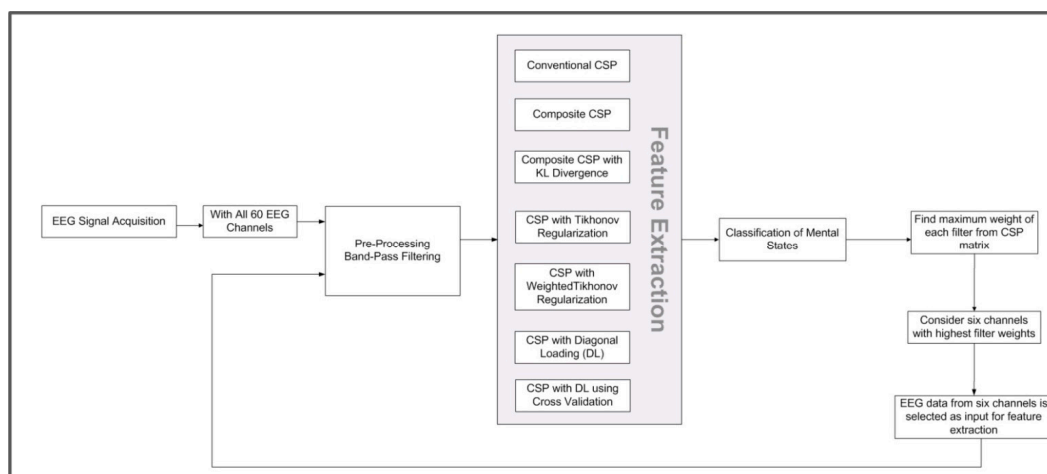 EEG Signal Acquisition
With All 60 EEG
Channels
Pre-Processing
Band-Pass Filtering
Conventional CSP
Composite CSP
Composite CSP with
KL Divergence
CSP with Tikhonov
Regularization
CSP with
WeightedTikhonov
Regularization
CSP with Diagonal
Loading (DL)
CSP with DL using
Cross Validation
Feature Extraction
Classification of Mental
States
Find maximum weight of
each filter from CSP
matrix
Consider six channels
with highest filter weights
EEG data from six channels is
selected as input for feature
extraction